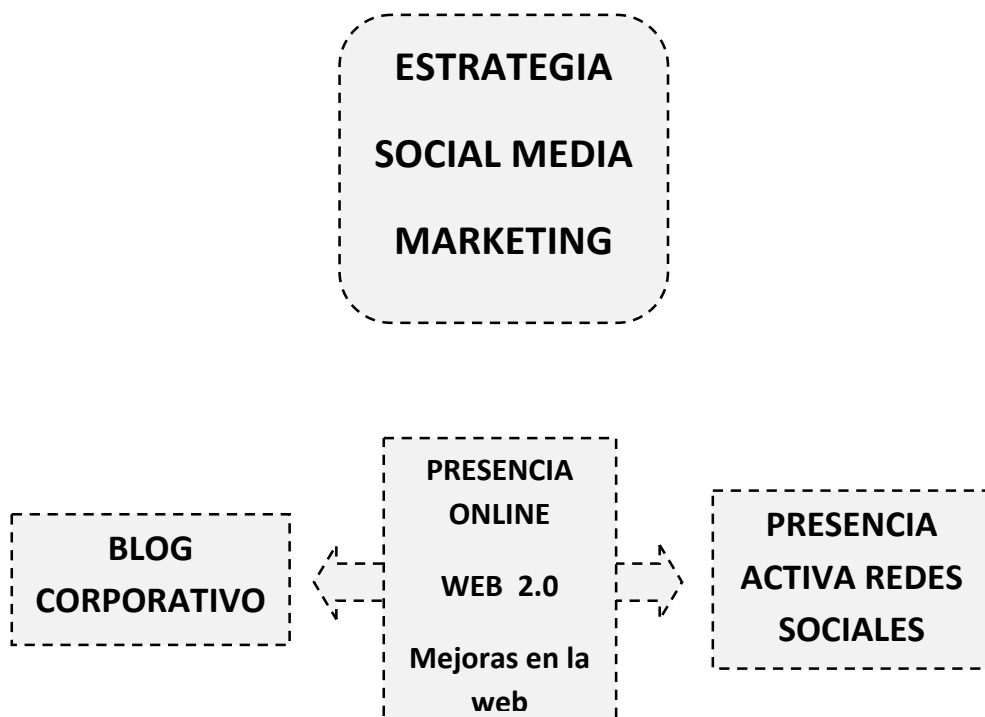 ESTRATEGIA
SOCIAL MEDIA
MARKETING
BLOG
CORPORATIVO
PRESENCIA
ONLINE
WEB 2.0
Mejoras en la
web
PRESENCIA
ACTIVA REDES
SOCIALES